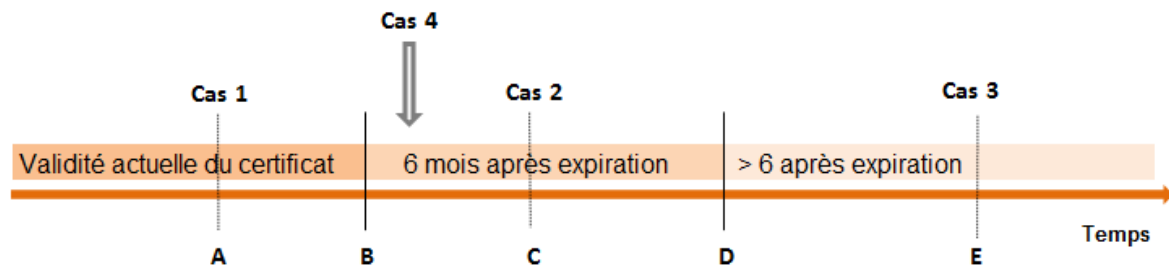 Cas 4
Cas 1
Cas 2
Cas 3
Validité actuelle du certificat
6 mois après expiration
> 6 après expiration
Temps
A
B
C
D
E